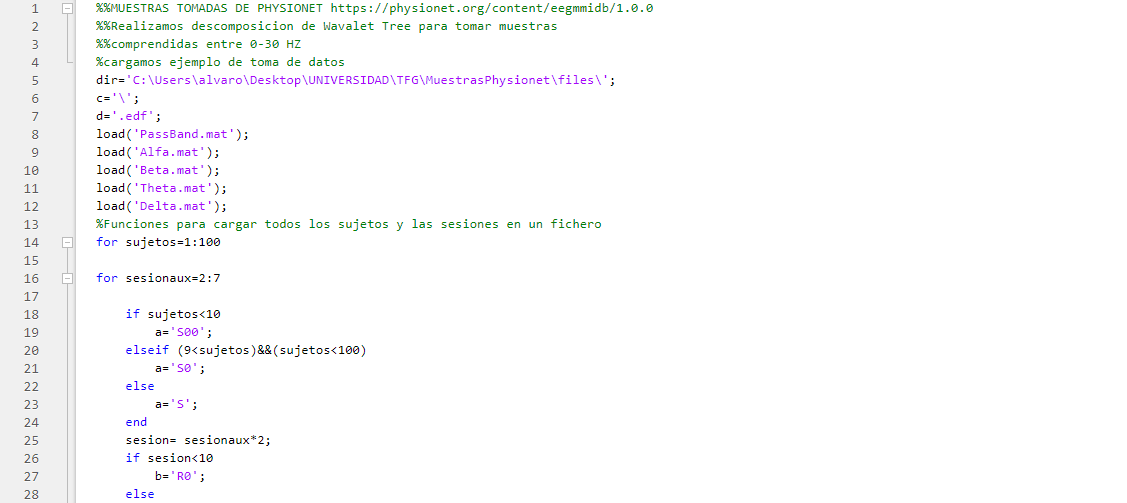 1 %%MUESTRAS TOMADAS DE PHYSIONET https://physionet.org/content/eegmmidb/1.0.0
2 %%Realizamos descomposicion de Wavalet Tree para tomar muestras
3 %%comprendidas entre 0-30 HZ
4 %cargamos ejemplo de toma de datos
5 dir='C:\Users\alvaro\Desktop\UNIVERSIDAD\TFG\MuestrasPhysionet\files\';
6 c='\';
7 d='.edf';
8 load('PassBand.mat');
9 load('Alfa.mat');
10 load('Beta.mat');
11 load('Theta.mat');
12 load('Delta.mat');
13 %Funciones para cargar todos los sujetos y las sesiones en un fichero
14 for sujetos=1:100
15
16 for sesionaux=2:7
17
18 if sujetos<10
19 a='S00';
20 elseif (9<sujetos)&&(sujetos<100)
21 a='S0';
22 else
23 a='S';
24 end
25 sesion= sesionaux*2;
26 if sesion<10
27 b='R0';
28 else